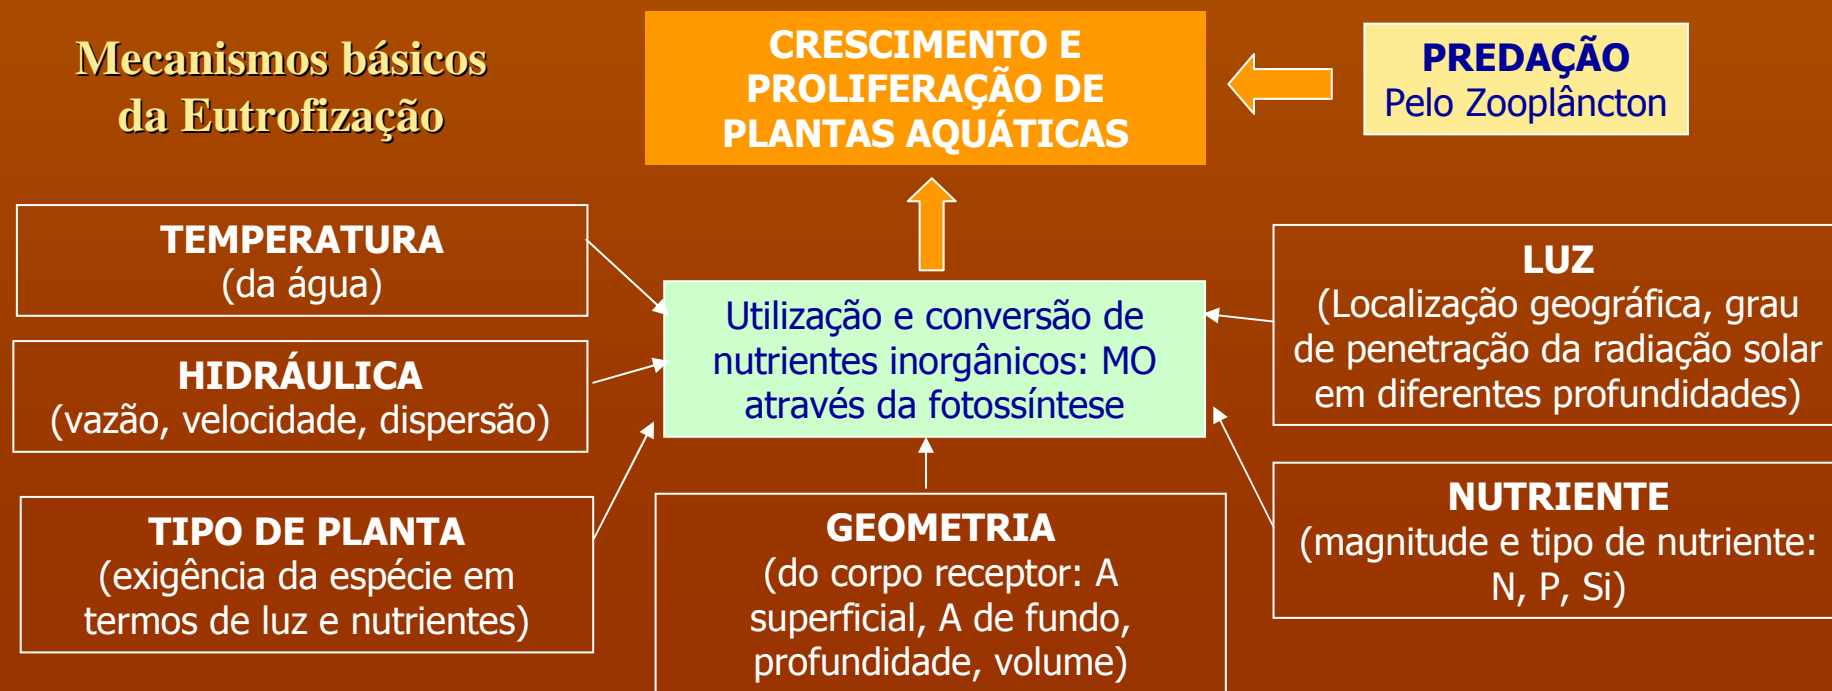 Mecanismos básicos
da Eutrofização
CRESCIMENTO E
PROLIFERAÇÃO DE
PLANTAS AQUÁTICAS
PREDAÇÃO
Pelo Zooplâncton
TEMPERATURA
(da água)
HIDRÁULICA
(vazão, velocidade, dispersão)
TIPO DE PLANTA
(exigência da espécie em
termos de luz e nutrientes)
Utilização e conversão de
nutrientes inorgânicos: MO
através da fotossíntese
GEOMETRIA
(do corpo receptor: A
superficial, A de fundo,
profundidade, volume)
LUZ
(Localização geográfica, grau
de penetração da radiação solar
em diferentes profundidades)
NUTRIENTE
(magnitude e tipo de nutriente:
N, P, Si)